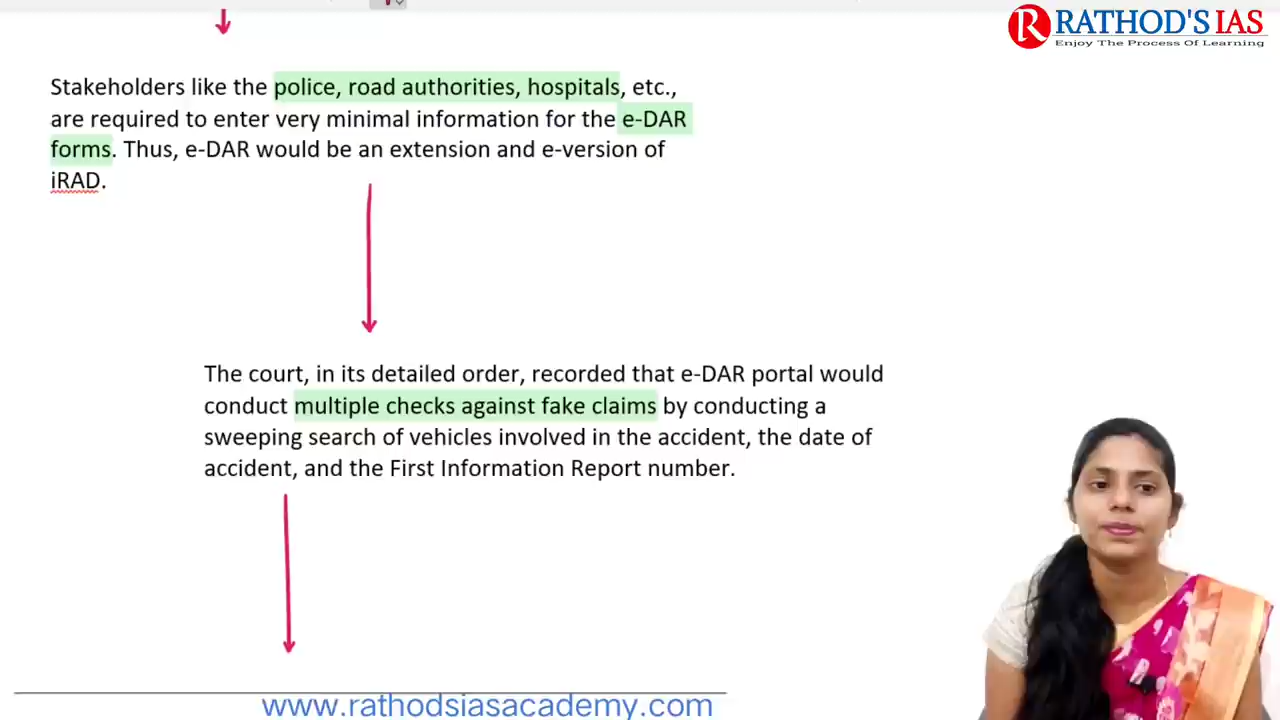 RATHOD'S IAS
Enjoy The Process Of Learning
Stakeholders like the police, road authorities, hospitals, etc.,
are required to enter very minimal information for the e-DAR
forms. Thus, e-DAR would be an extension and e-version of
iRAD.
The court, in its detailed order, recorded that e-DAR portal would
conduct multiple checks against fake claims by conducting a
sweeping search of vehicles involved in the accident, the date of
accident, and the First Information Report number.
www.rathodsiasacademy.com